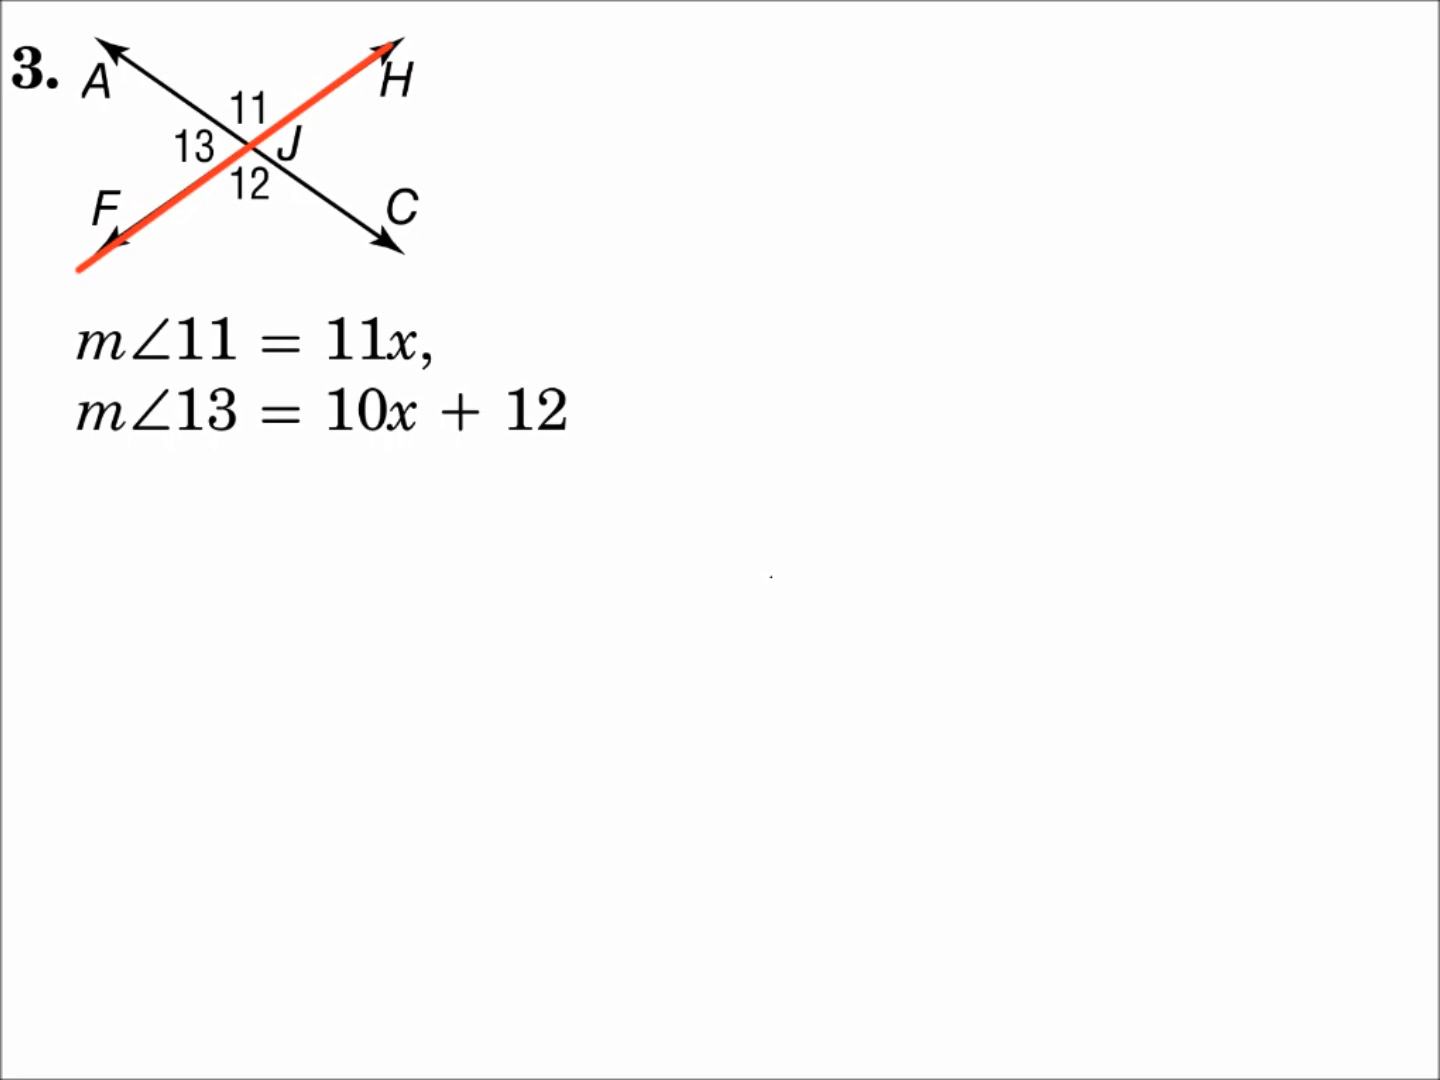 3.
A
H
11
13
J
12
F
C
m∠11 = 11x,
m∠13 = 10x + 12